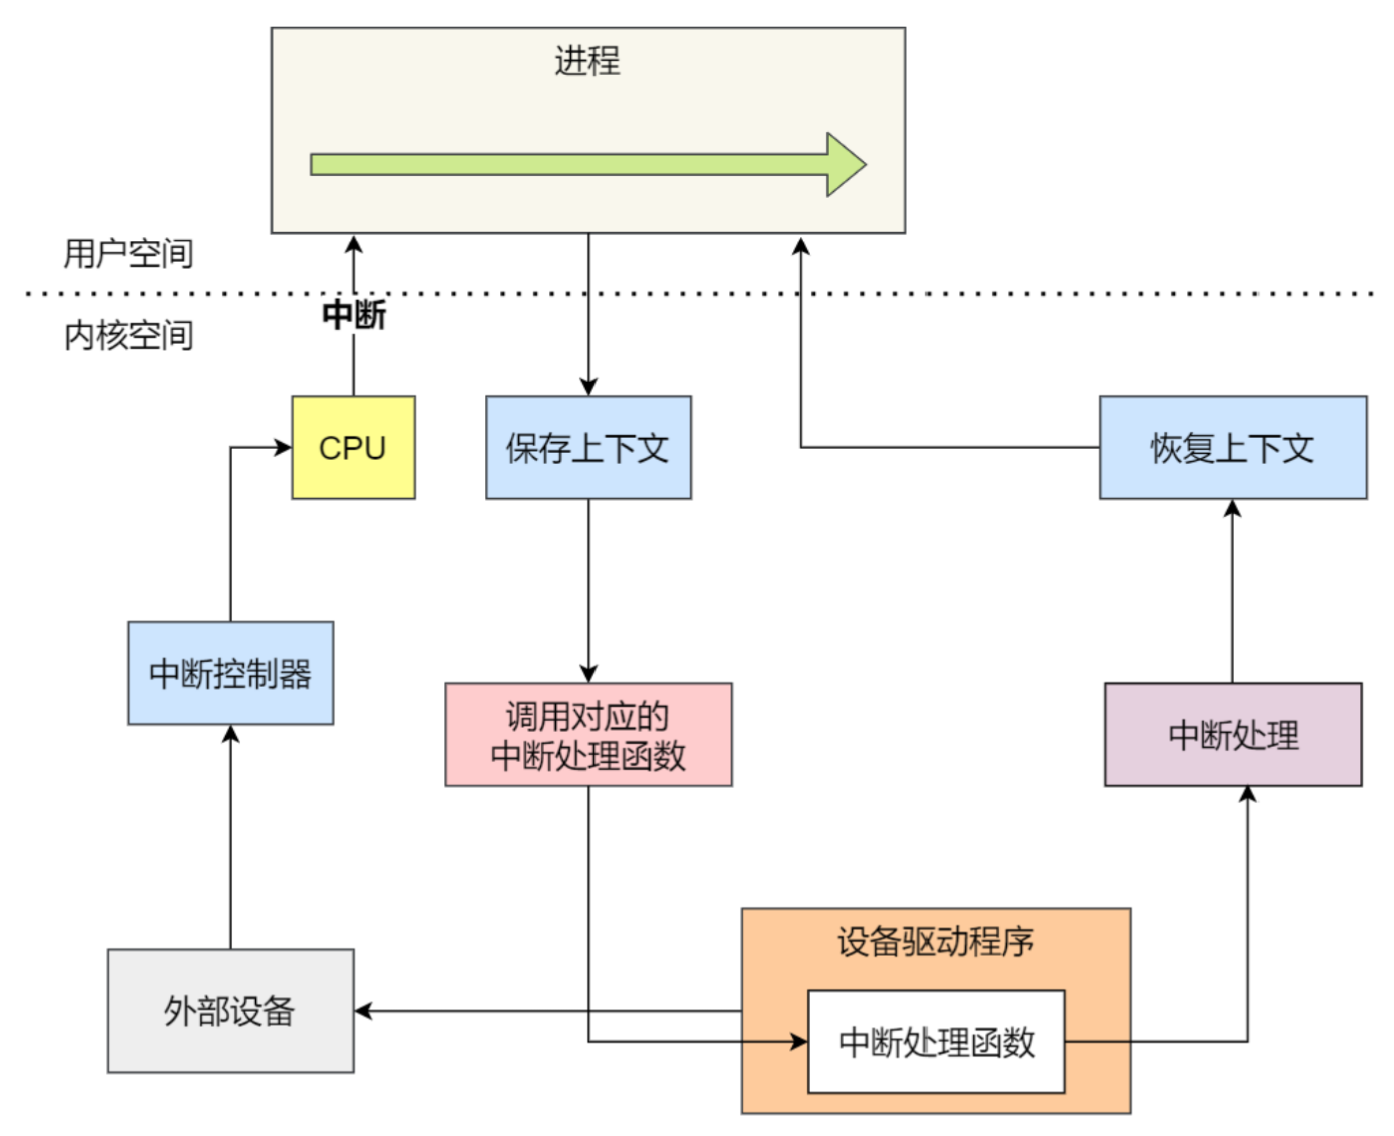 进程
用户空间
中断
内核空间
CPU
保存上下文
恢复上下文
中断控制器
调用对应的
中断处理函数
中断处理
设备驱动程序
外部设备
中断处理函数